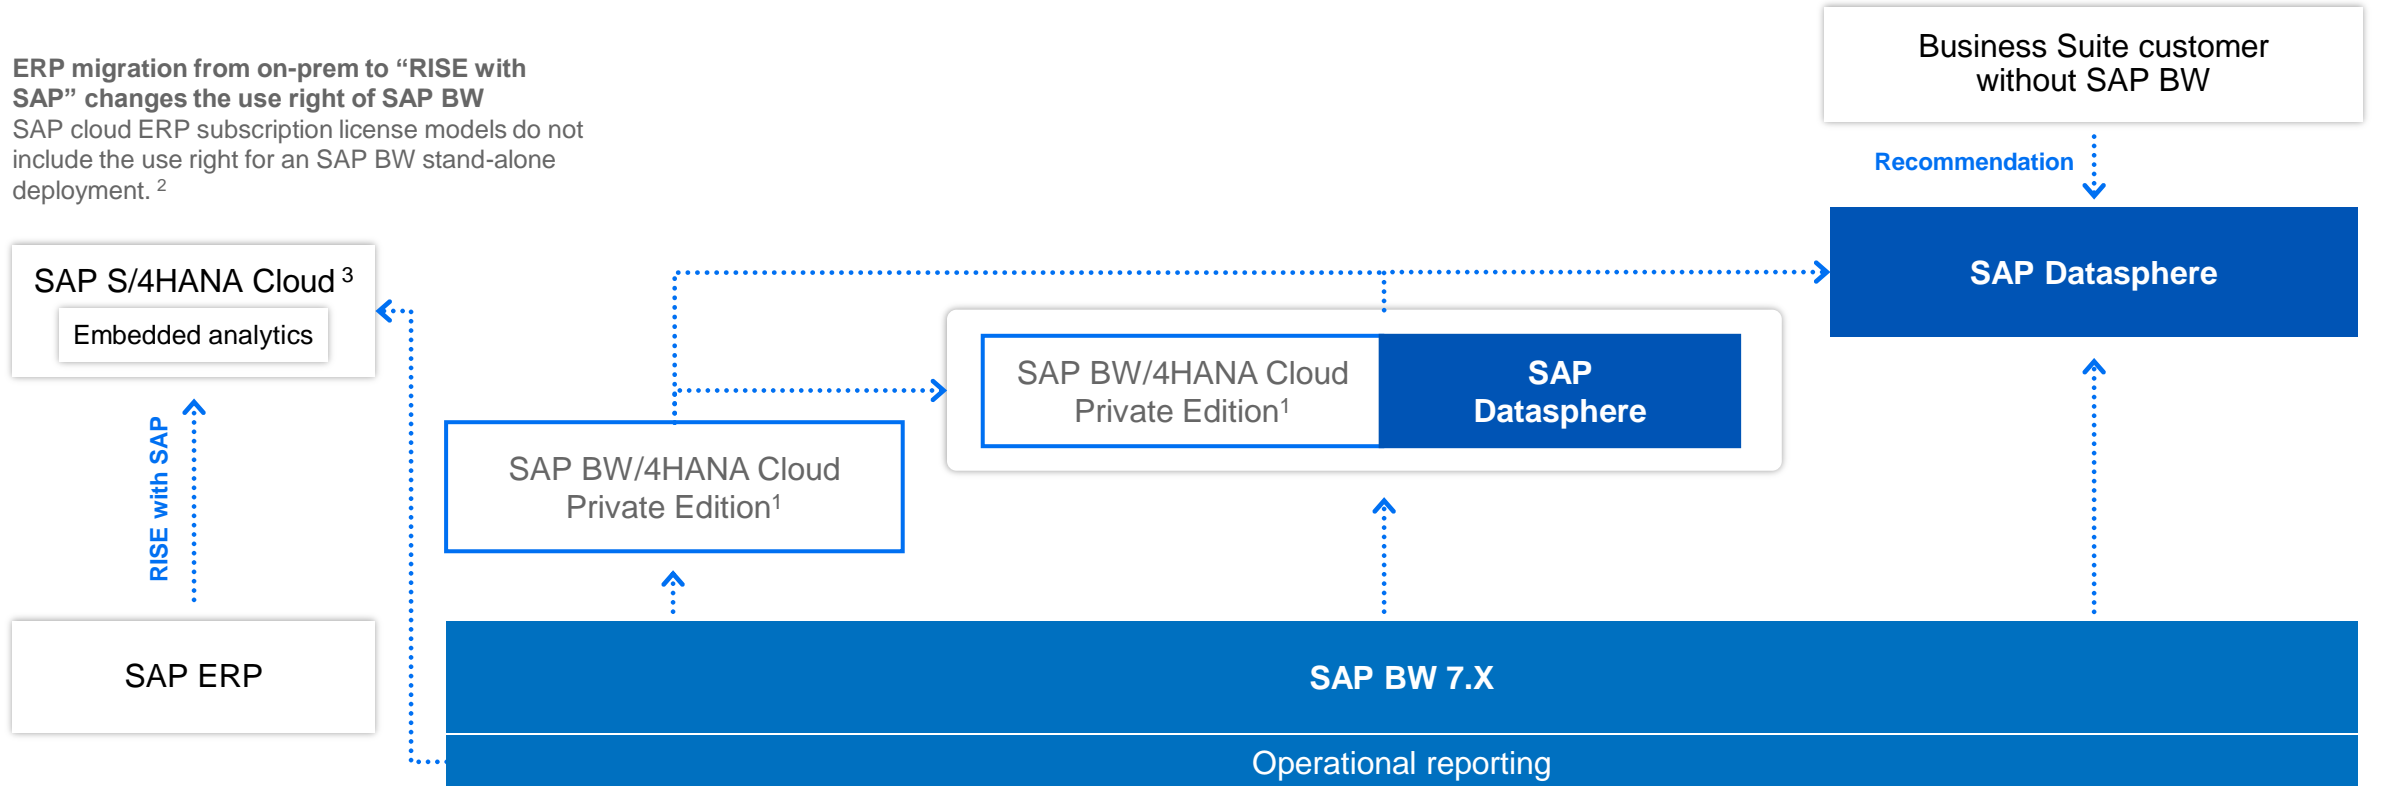 ERP migration from on-prem to “RISE with
SAP” changes the use right of SAP BW
SAP cloud ERP subscription license models do not
include the use right for an SAP BW stand-alone
deployment. 2
Business Suite customer
without SAP BW
Recommendation
SAP Datasphere
SAP S/4HANA Cloud 3
Embedded analytics
RISE with SAP
SAP ERP
SAP BW/4HANA Cloud
Private Edition1
SAP BW/4HANA Cloud
Private Edition1
SAP
Datasphere
SAP BW 7.X
Operational reporting